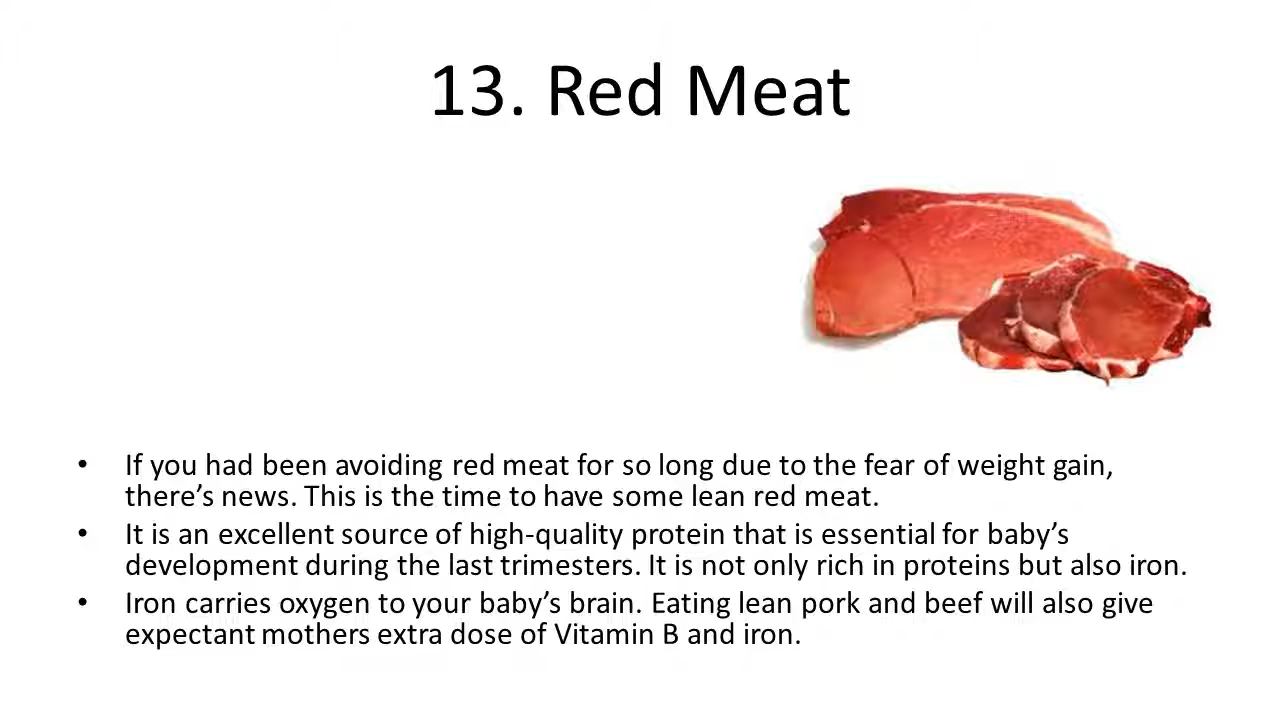 13. Red Meat
• If you had been avoiding red meat for so long due to the fear of weight gain,
there’s news. This is the time to have some lean red meat.
• It is an excellent source of high-quality protein that is essential for baby’s
development during the last trimesters. It is not only rich in proteins but also iron.
• Iron carries oxygen to your baby’s brain. Eating lean pork and beef will also give
expectant mothers extra dose of Vitamin B and iron.